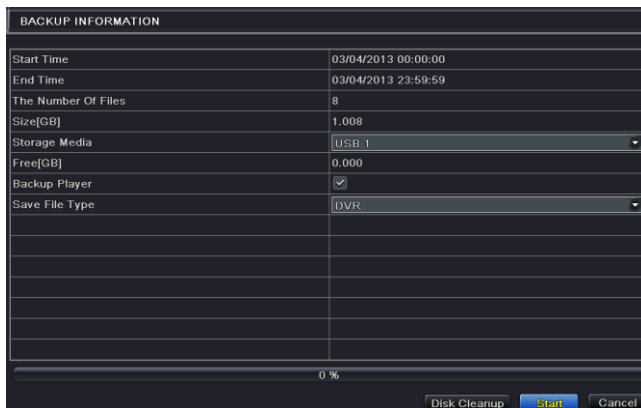 BACKUP INFORMATION
Start Time 03/04/2013 00:00:00
End Time 03/04/2013 23:59:59
The Number Of Files 8
Size[GB] 1.008
Storage Media USB 1
Free[GB] 0.000
Backup Player
Save File Type DVR
0 %
Disk Cleanup Start Cancel